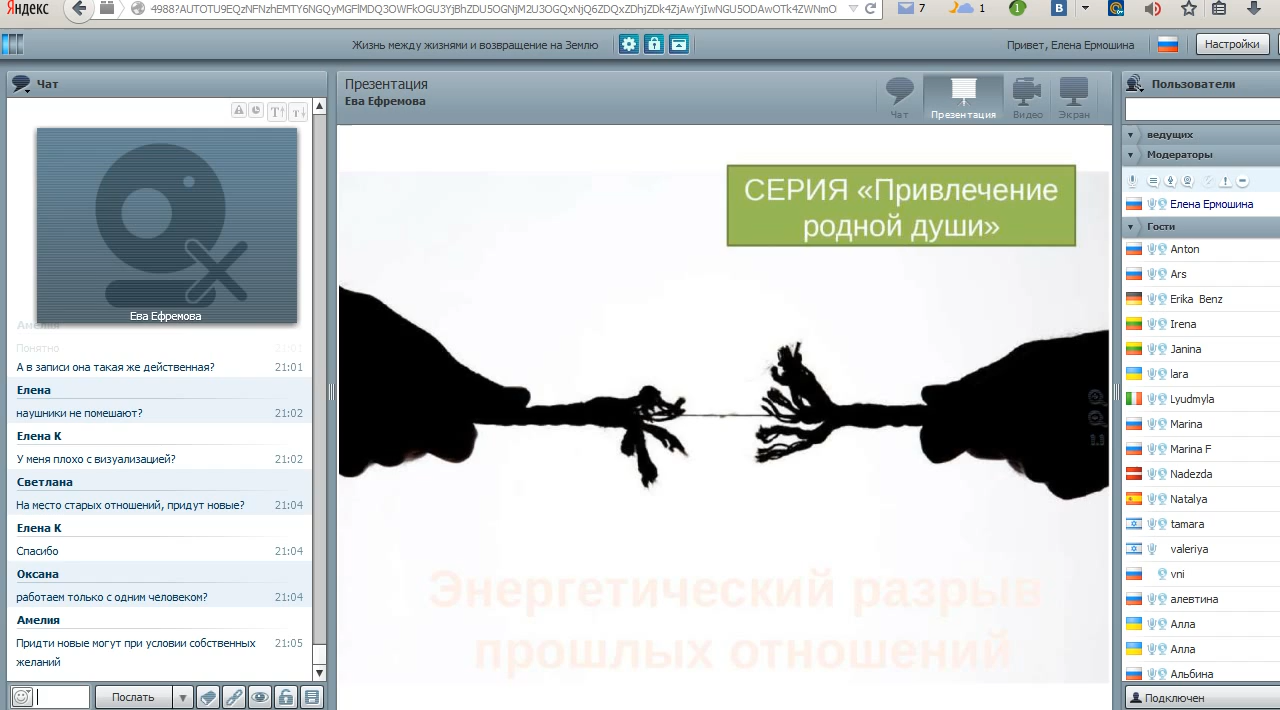 Яндекс
7
1
1
B
Жизнь между жизнями и возвращение на Землю
Привет, Елена Ермошина
Настройки
Чат
Ева Ефремова
Амелия
Понятно 21:01
А в записи она такая же действенная? 21:01
Елена
наушники не помешают? 21:02
Елена К
У меня плохо с визуализацией? 21:02
Светлана
На место старых отношений, придут новые? 21:04
Елена К
Спасибо 21:04
Оксана
работаем только с одним человеком? 21:04
Амелия
Придти новые могут при условии собственных 21:05
желаний
Послать
Презентация
Ева Ефремова
Чат
Презентация
Видео
Экран
СЕРИЯ «Привлечение
родной души»
Энергетический разрыв
прошлых отношений
Пользователи
ведущих
Модераторы
Елена Ермошина
Гости
Anton
Ars
Erika Benz
Irena
Janina
lara
Lyudmyla
Marina
Marina F
Nadezda
Natalya
tamara
valeriya
vni
алевтина
Алла
Алла
Альбина
Подключен